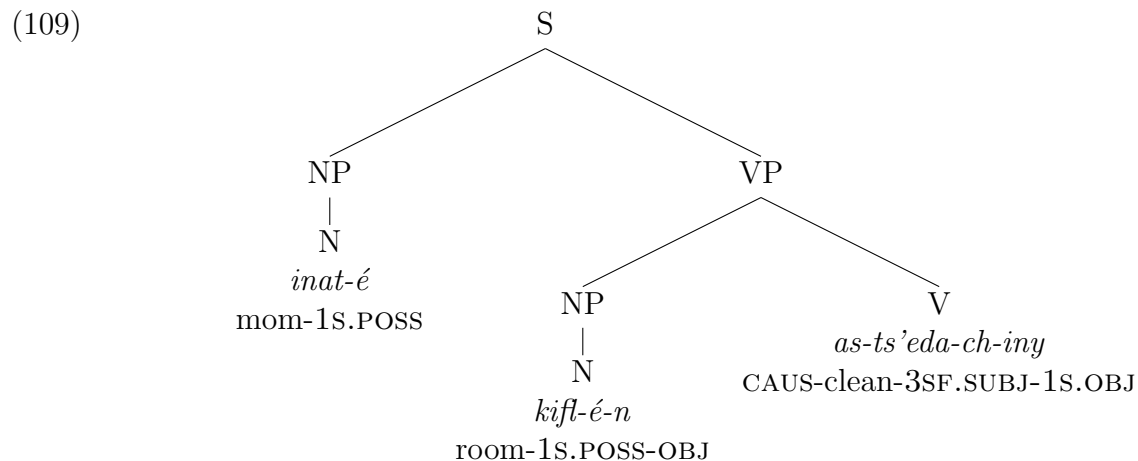 (109)
S
NP VP
N
inat-é
mom-1S.POSS
NP V
as-ts’eda-ch-iny
CAUS-clean-3SF.SUBJ-1S.OBJ
N
kifl-é-n
room-1S.POSS-OBJ